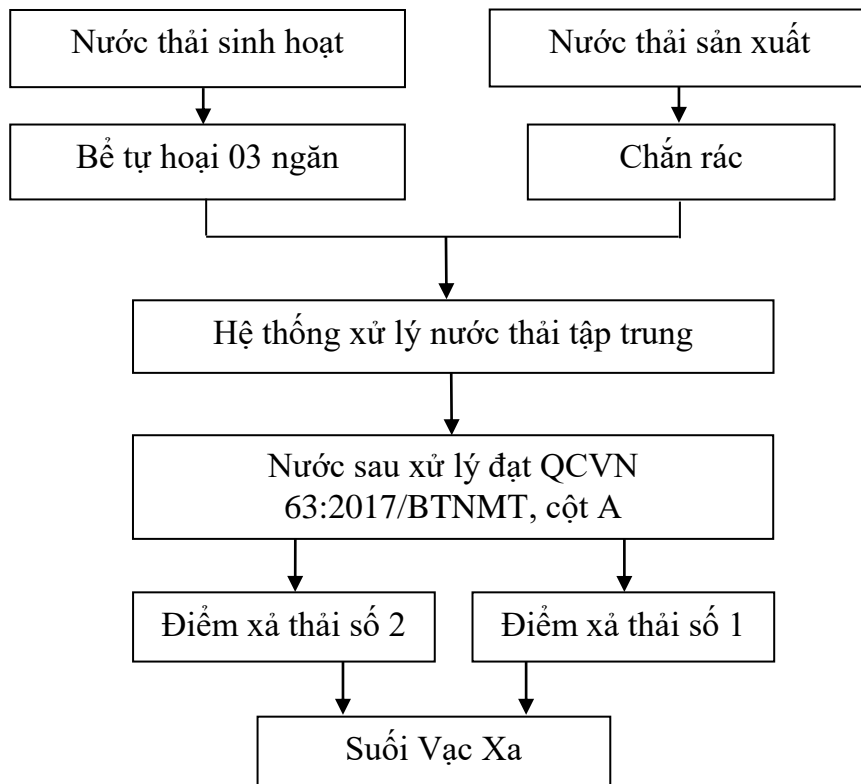 Nước thải sinh hoạt
Nước thải sản xuất
Bể tự hoại 03 ngăn
Chắn rác
Hệ thống xử lý nước thải tập trung
Nước sau xử lý đạt QCVN
63:2017/BTNMT, cột A
Điểm xả thải số 2
Điểm xả thải số 1
Suối Vạc Xa